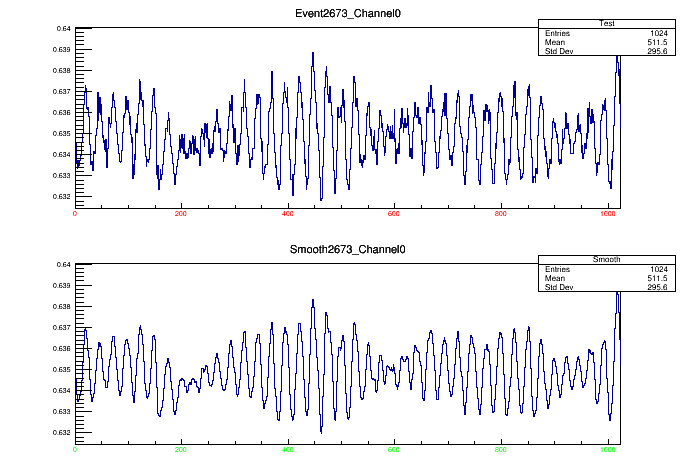 Event2673_Channel0
Test
Entries 1024
Mean 511.5
Std Dev 295.6
0.64
0.639
0.638
0.637
0.636
0.635
0.634
0.633
0.632
0 200 400 600 800 1000
Smooth2673_Channel0
Smooth
Entries 1024
Mean 511.5
Std Dev 295.6
0.64
0.639
0.638
0.637
0.636
0.635
0.634
0.633
0.632
0 200 400 600 800 1000